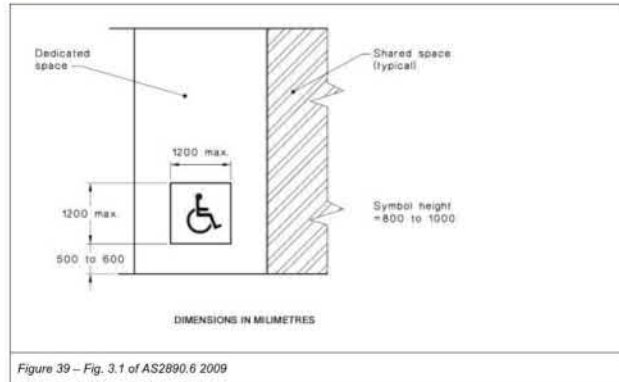 Dedicated
space
Shared space
(typical)
1200 max.
1200 max.
Symbol height
=800 to 1000
500 to 600
DIMENSIONS IN MILIMETRES
Figure 39 – Fig. 3.1 of AS2890.6 2009